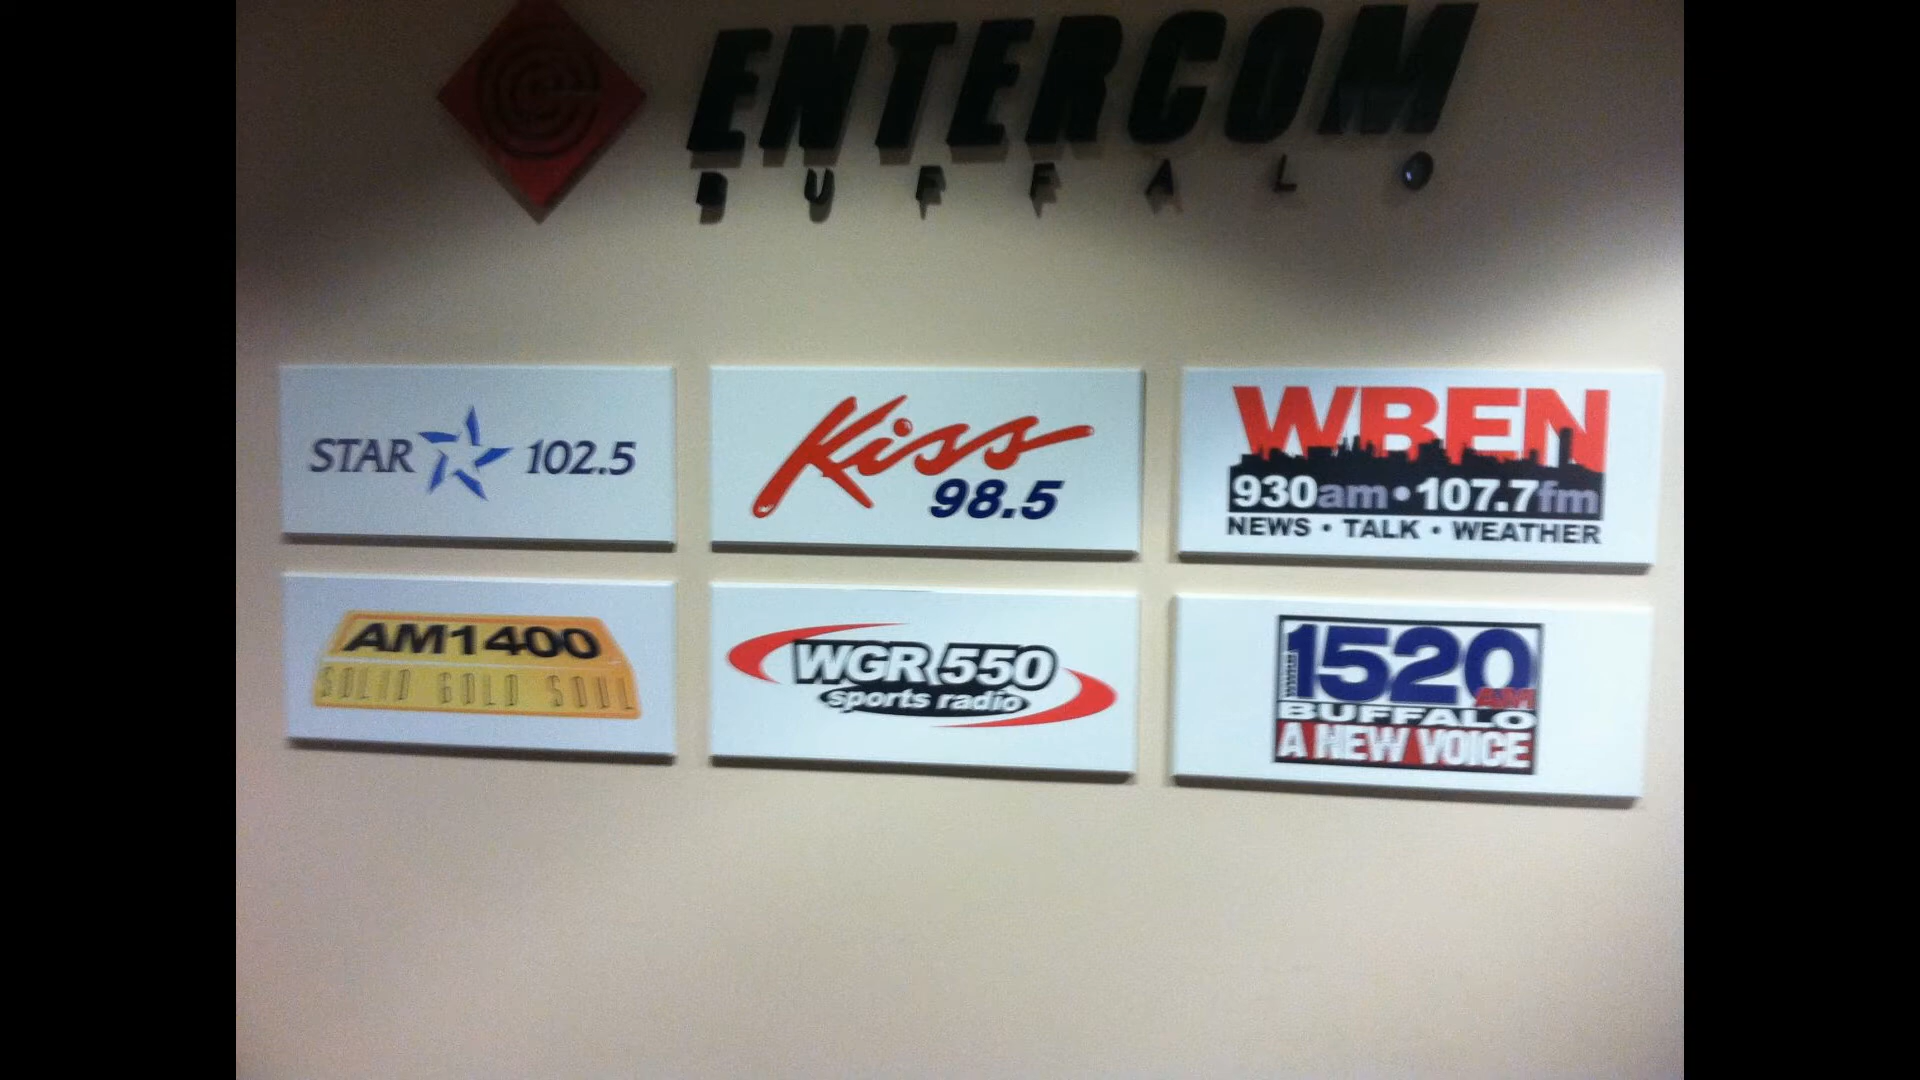 ENTERCOM
BUFFALO
STAR 102.5
Kiss
98.5
WBEN
930am•107.7fm
NEWS • TALK • WEATHER
AM1400
SOLID GOLD SOUL
WGR 550
sports radio
1520
AM
BUFFALO
A NEW VOICE